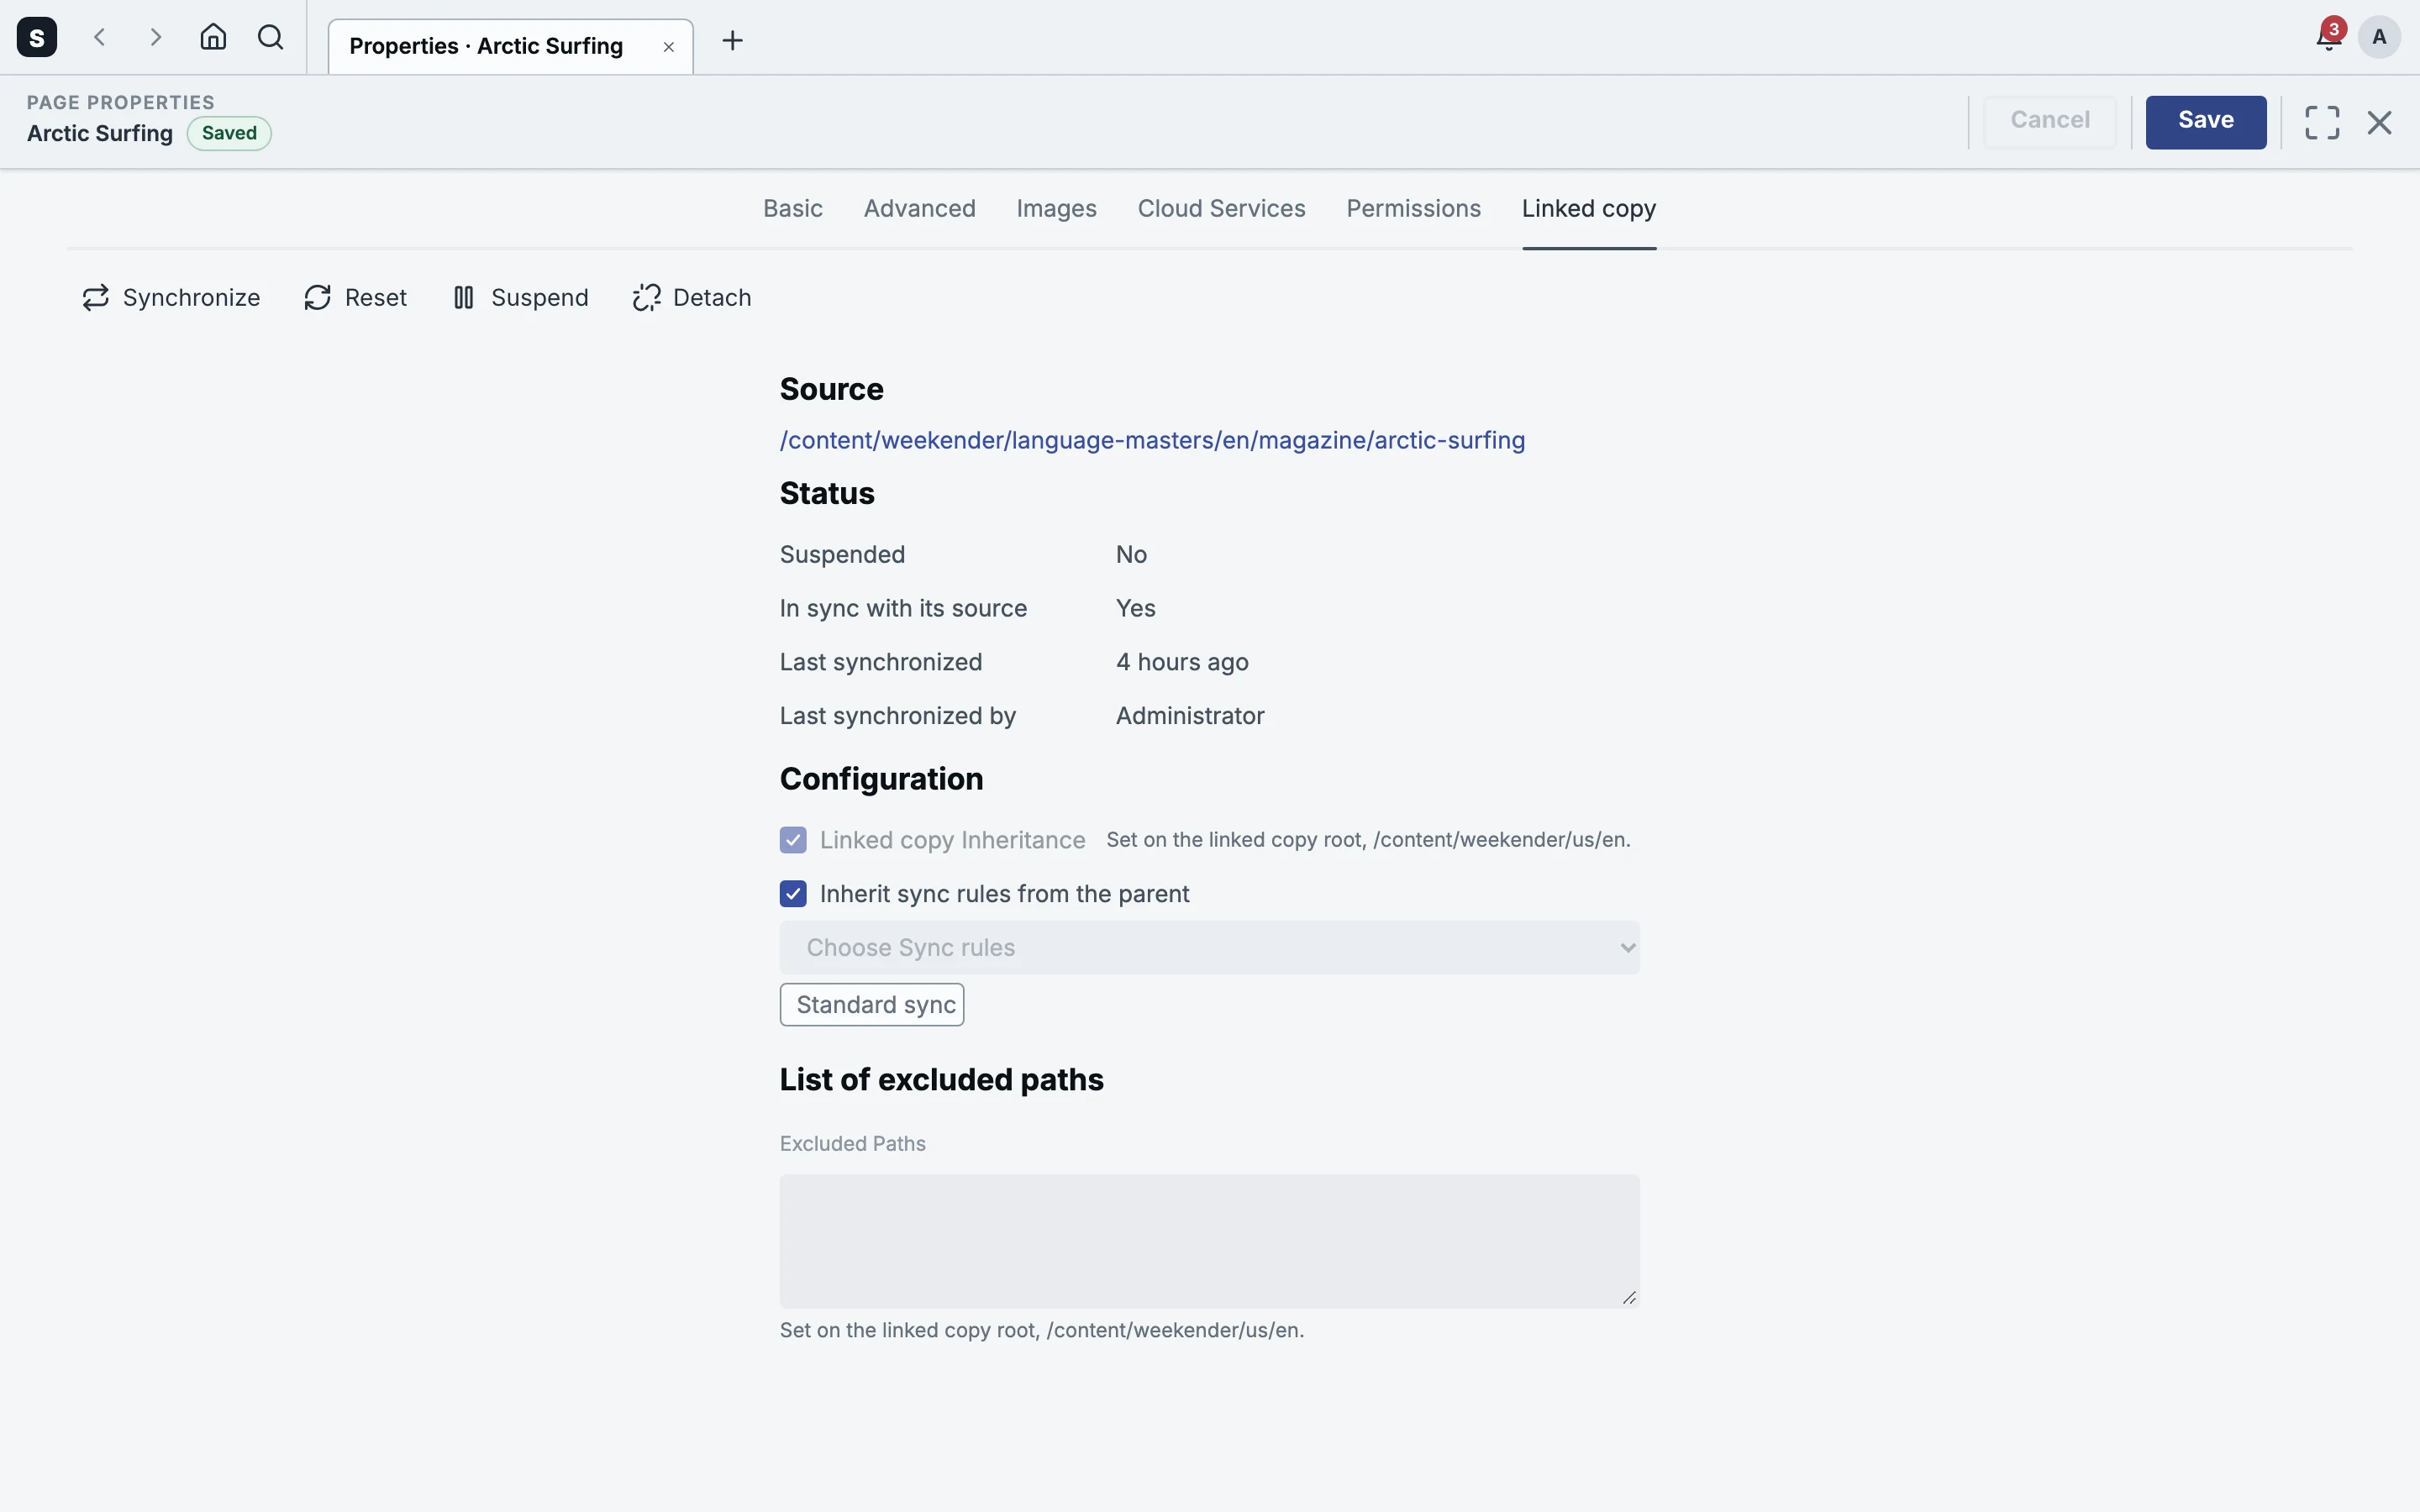 S
Properties · Arctic Surfing
3
A
PAGE PROPERTIES
Arctic Surfing
Saved
Cancel
Save
Basic
Advanced
Images
Cloud Services
Permissions
Linked copy
Synchronize
Reset
Suspend
Detach
Source
/content/weekender/language-masters/en/magazine/arctic-surfing
Status
Suspended No
In sync with its source Yes
Last synchronized 4 hours ago
Last synchronized by Administrator
Configuration
Linked copy Inheritance Set on the linked copy root, /content/weekender/us/en.
Inherit sync rules from the parent
Choose Sync rules
Standard sync
List of excluded paths
Excluded Paths
Set on the linked copy root, /content/weekender/us/en.